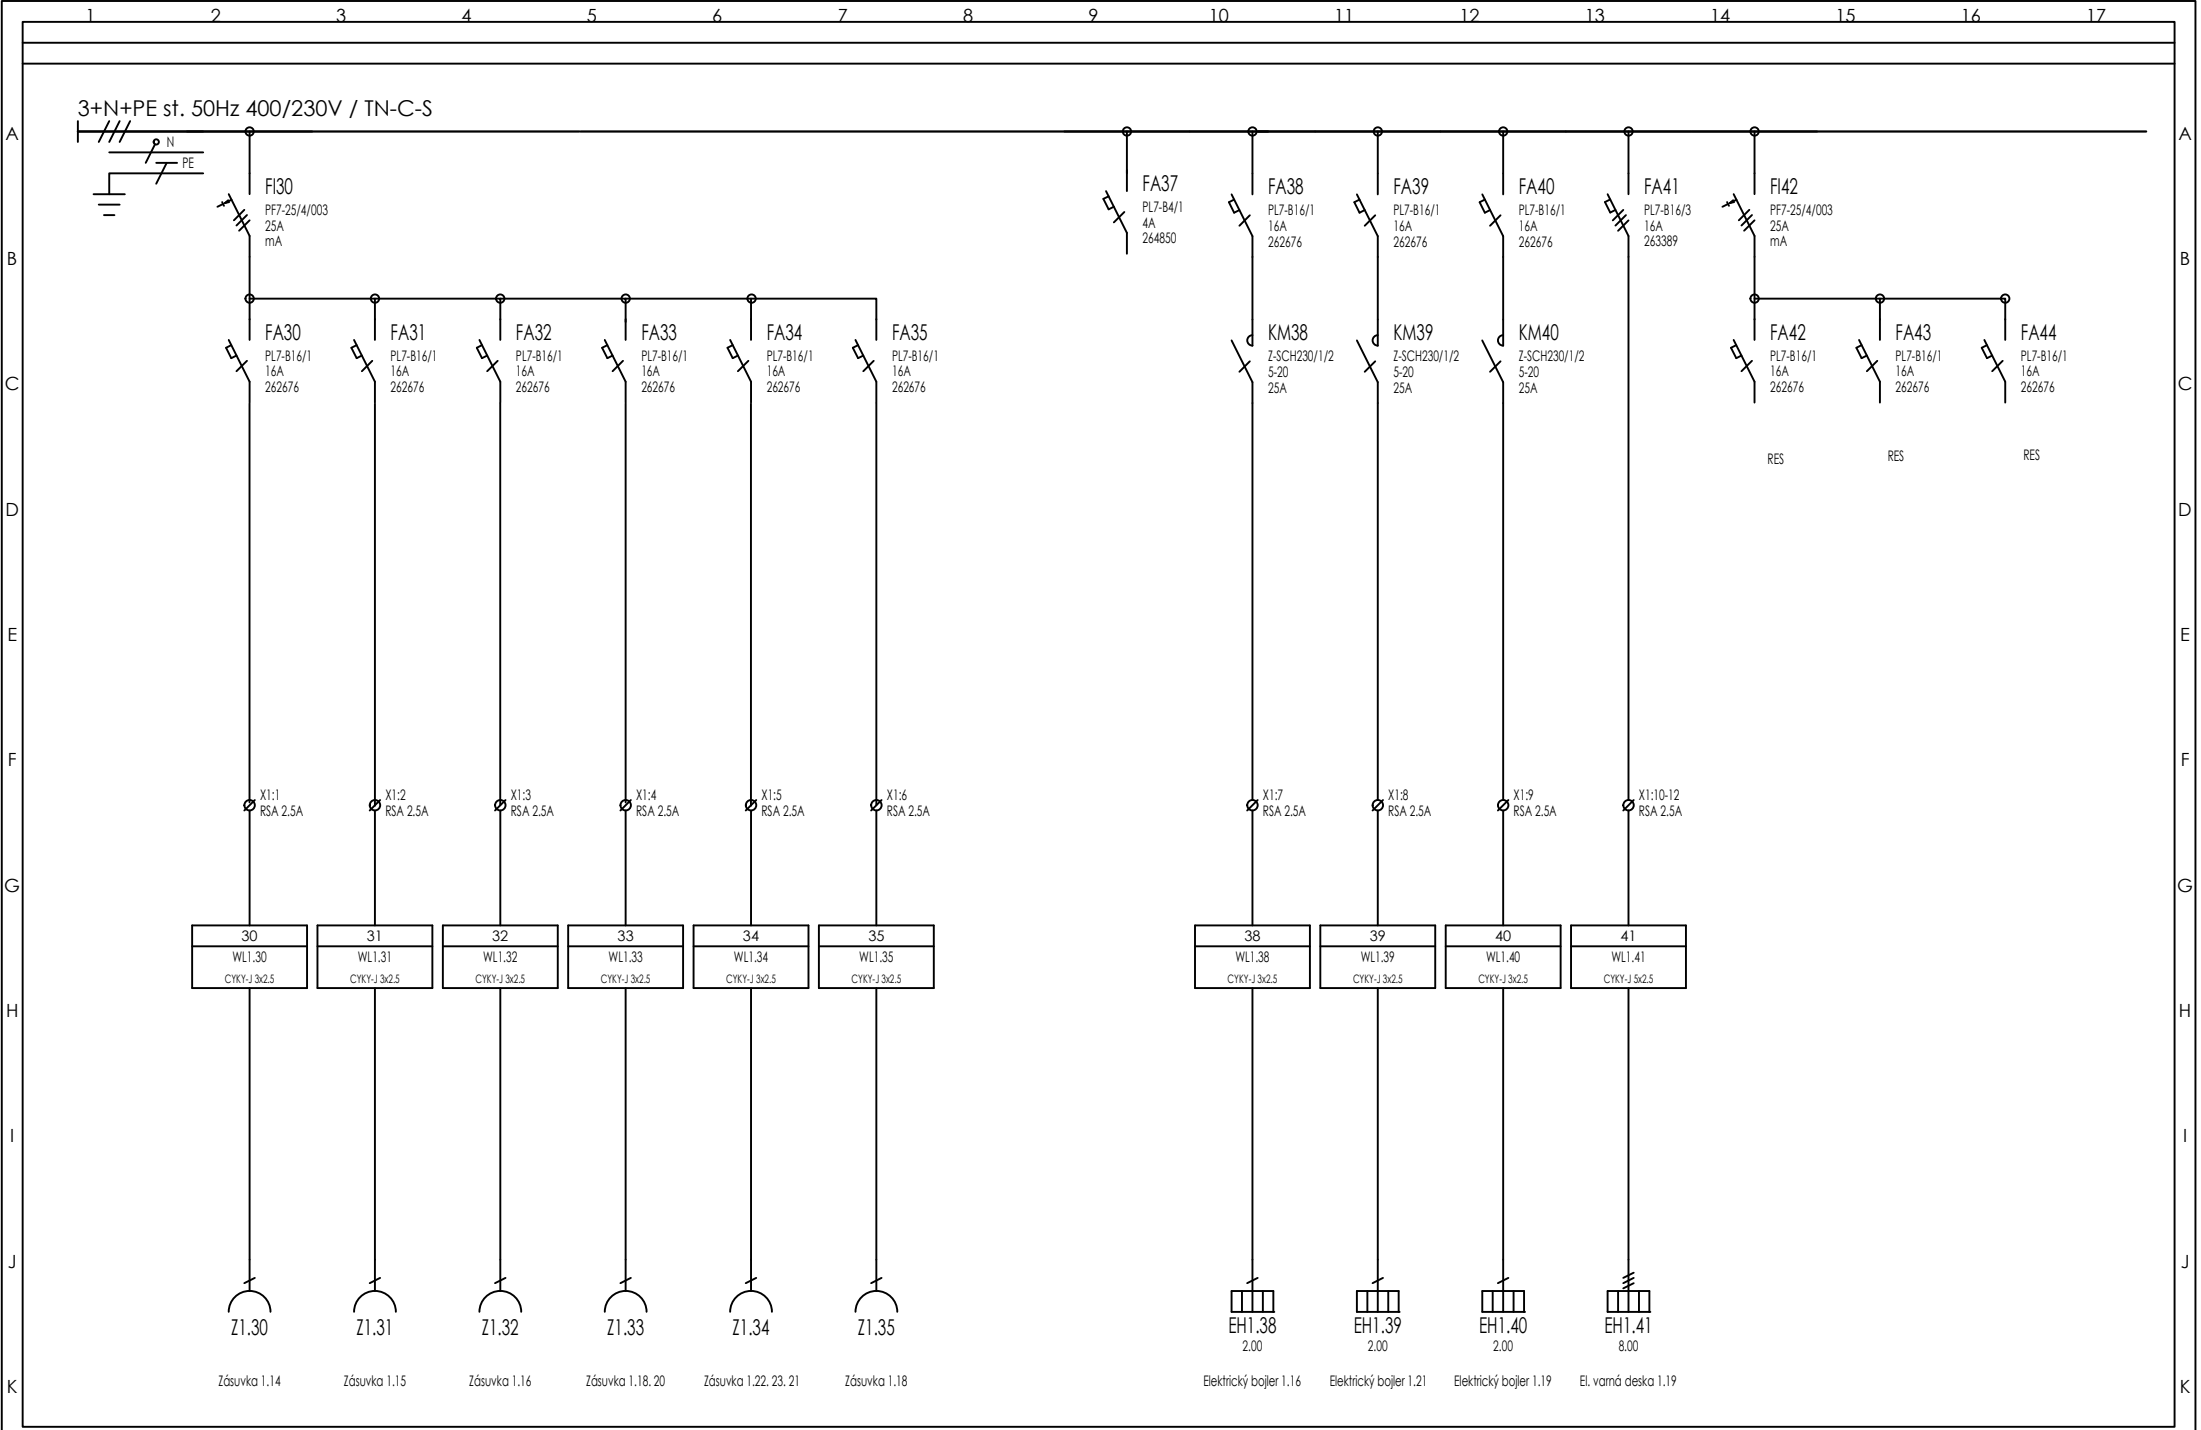 1 2 3 4 5 6 7 8 9 10 11 12 13 14 15 16 17
3+N+PE st. 50Hz 400/230V / TN-C-S
A A
N
PE
FI30
PF7-25/4/003
25A
mA
FA37
PL7-B4/1
4A
264850
FA38
PL7-B16/1
16A
262676
FA39
PL7-B16/1
16A
262676
FA40
PL7-B16/1
16A
262676
FA41
PL7-B16/3
16A
263389
FI42
PF7-25/4/003
25A
mA
B B
FA30
PL7-B16/1
16A
262676
FA31
PL7-B16/1
16A
262676
FA32
PL7-B16/1
16A
262676
FA33
PL7-B16/1
16A
262676
FA34
PL7-B16/1
16A
262676
FA35
PL7-B16/1
16A
262676
KM38
Z-SCH230/1/2
5-20
25A
KM39
Z-SCH230/1/2
5-20
25A
KM40
Z-SCH230/1/2
5-20
25A
FA42
PL7-B16/1
16A
262676
FA43
PL7-B16/1
16A
262676
FA44
PL7-B16/1
16A
262676
C C
RES RES RES
D D
E E
F F
X1:1
RSA 2.5A
X1:2
RSA 2.5A
X1:3
RSA 2.5A
X1:4
RSA 2.5A
X1:5
RSA 2.5A
X1:6
RSA 2.5A
X1:7
RSA 2.5A
X1:8
RSA 2.5A
X1:9
RSA 2.5A
X1:10-12
RSA 2.5A
G G
30
WL1.30
CYKY-J 3x2.5
31
WL1.31
CYKY-J 3x2.5
32
WL1.32
CYKY-J 3x2.5
33
WL1.33
CYKY-J 3x2.5
34
WL1.34
CYKY-J 3x2.5
35
WL1.35
CYKY-J 3x2.5
38
WL1.38
CYKY-J 3x2.5
39
WL1.39
CYKY-J 3x2.5
40
WL1.40
CYKY-J 3x2.5
41
WL1.41
CYKY-J 5x2.5
H H
I I
J J
Z1.30
Zásuvka 1.14
Z1.31
Zásuvka 1.15
Z1.32
Zásuvka 1.16
Z1.33
Zásuvka 1.18. 20
Z1.34
Zásuvka 1.22. 23. 21
Z1.35
Zásuvka 1.18
EH1.38
2.00
Elektrický bojler 1.16
EH1.39
2.00
Elektrický bojler 1.21
EH1.40
2.00
Elektrický bojler 1.19
EH1.41
8.00
El. varná deska 1.19
K K